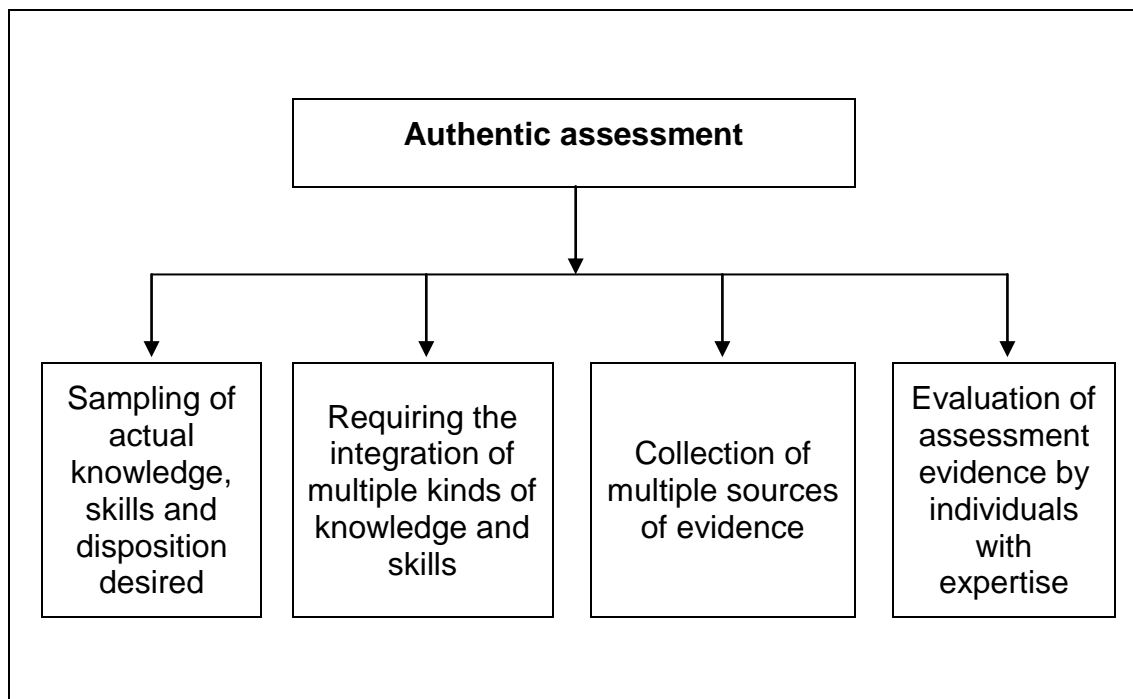 Authentic assessment
Sampling of
actual
knowledge,
skills and
disposition
desired
Requiring the
integration of
multiple kinds of
knowledge and
skills
Collection of
multiple sources
of evidence
Evaluation of
assessment
evidence by
individuals
with
expertise